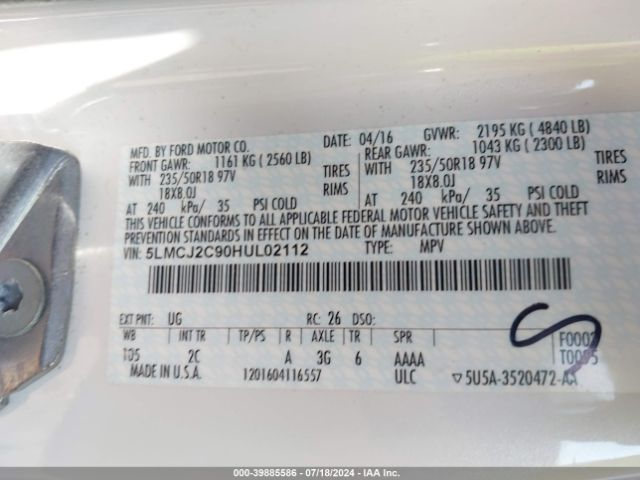 MFD. BY FORD MOTOR CO. DATE: 04/16 GVWR: 2195 KG ( 4840 LB)
FRONT GAWR: 1161 KG ( 2560 LB) REAR GAWR: 1043 KG ( 2300 LB)
WITH 235/50R18 97V TIRES WITH 235/50R18 97V TIRES
18X8.0J RIMS 18X8.0J RIMS
AT 240 kPa/ 35 PSI COLD AT 240 kPa/ 35 PSI COLD
THIS VEHICLE CONFORMS TO ALL APPLICABLE FEDERAL MOTOR VEHICLE SAFETY AND THEFT
PREVENTION STANDARDS IN EFFECT ON THE DATE OF MANUFACTURE SHOWN ABOVE.
VIN: 5LMCJ2C90HUL02112 TYPE: MPV
EXT PNT: UG RC: 26 DSO:
WB INT TR TP/PS R AXLE TR SPR
105 2C A 3G 6 AAAA
F0002
T0085
MADE IN U.S.A. 1201604116557 ULC ▽5U5A-3520472-AA
000-39885586 - 07/18/2024 - IAAI.COM